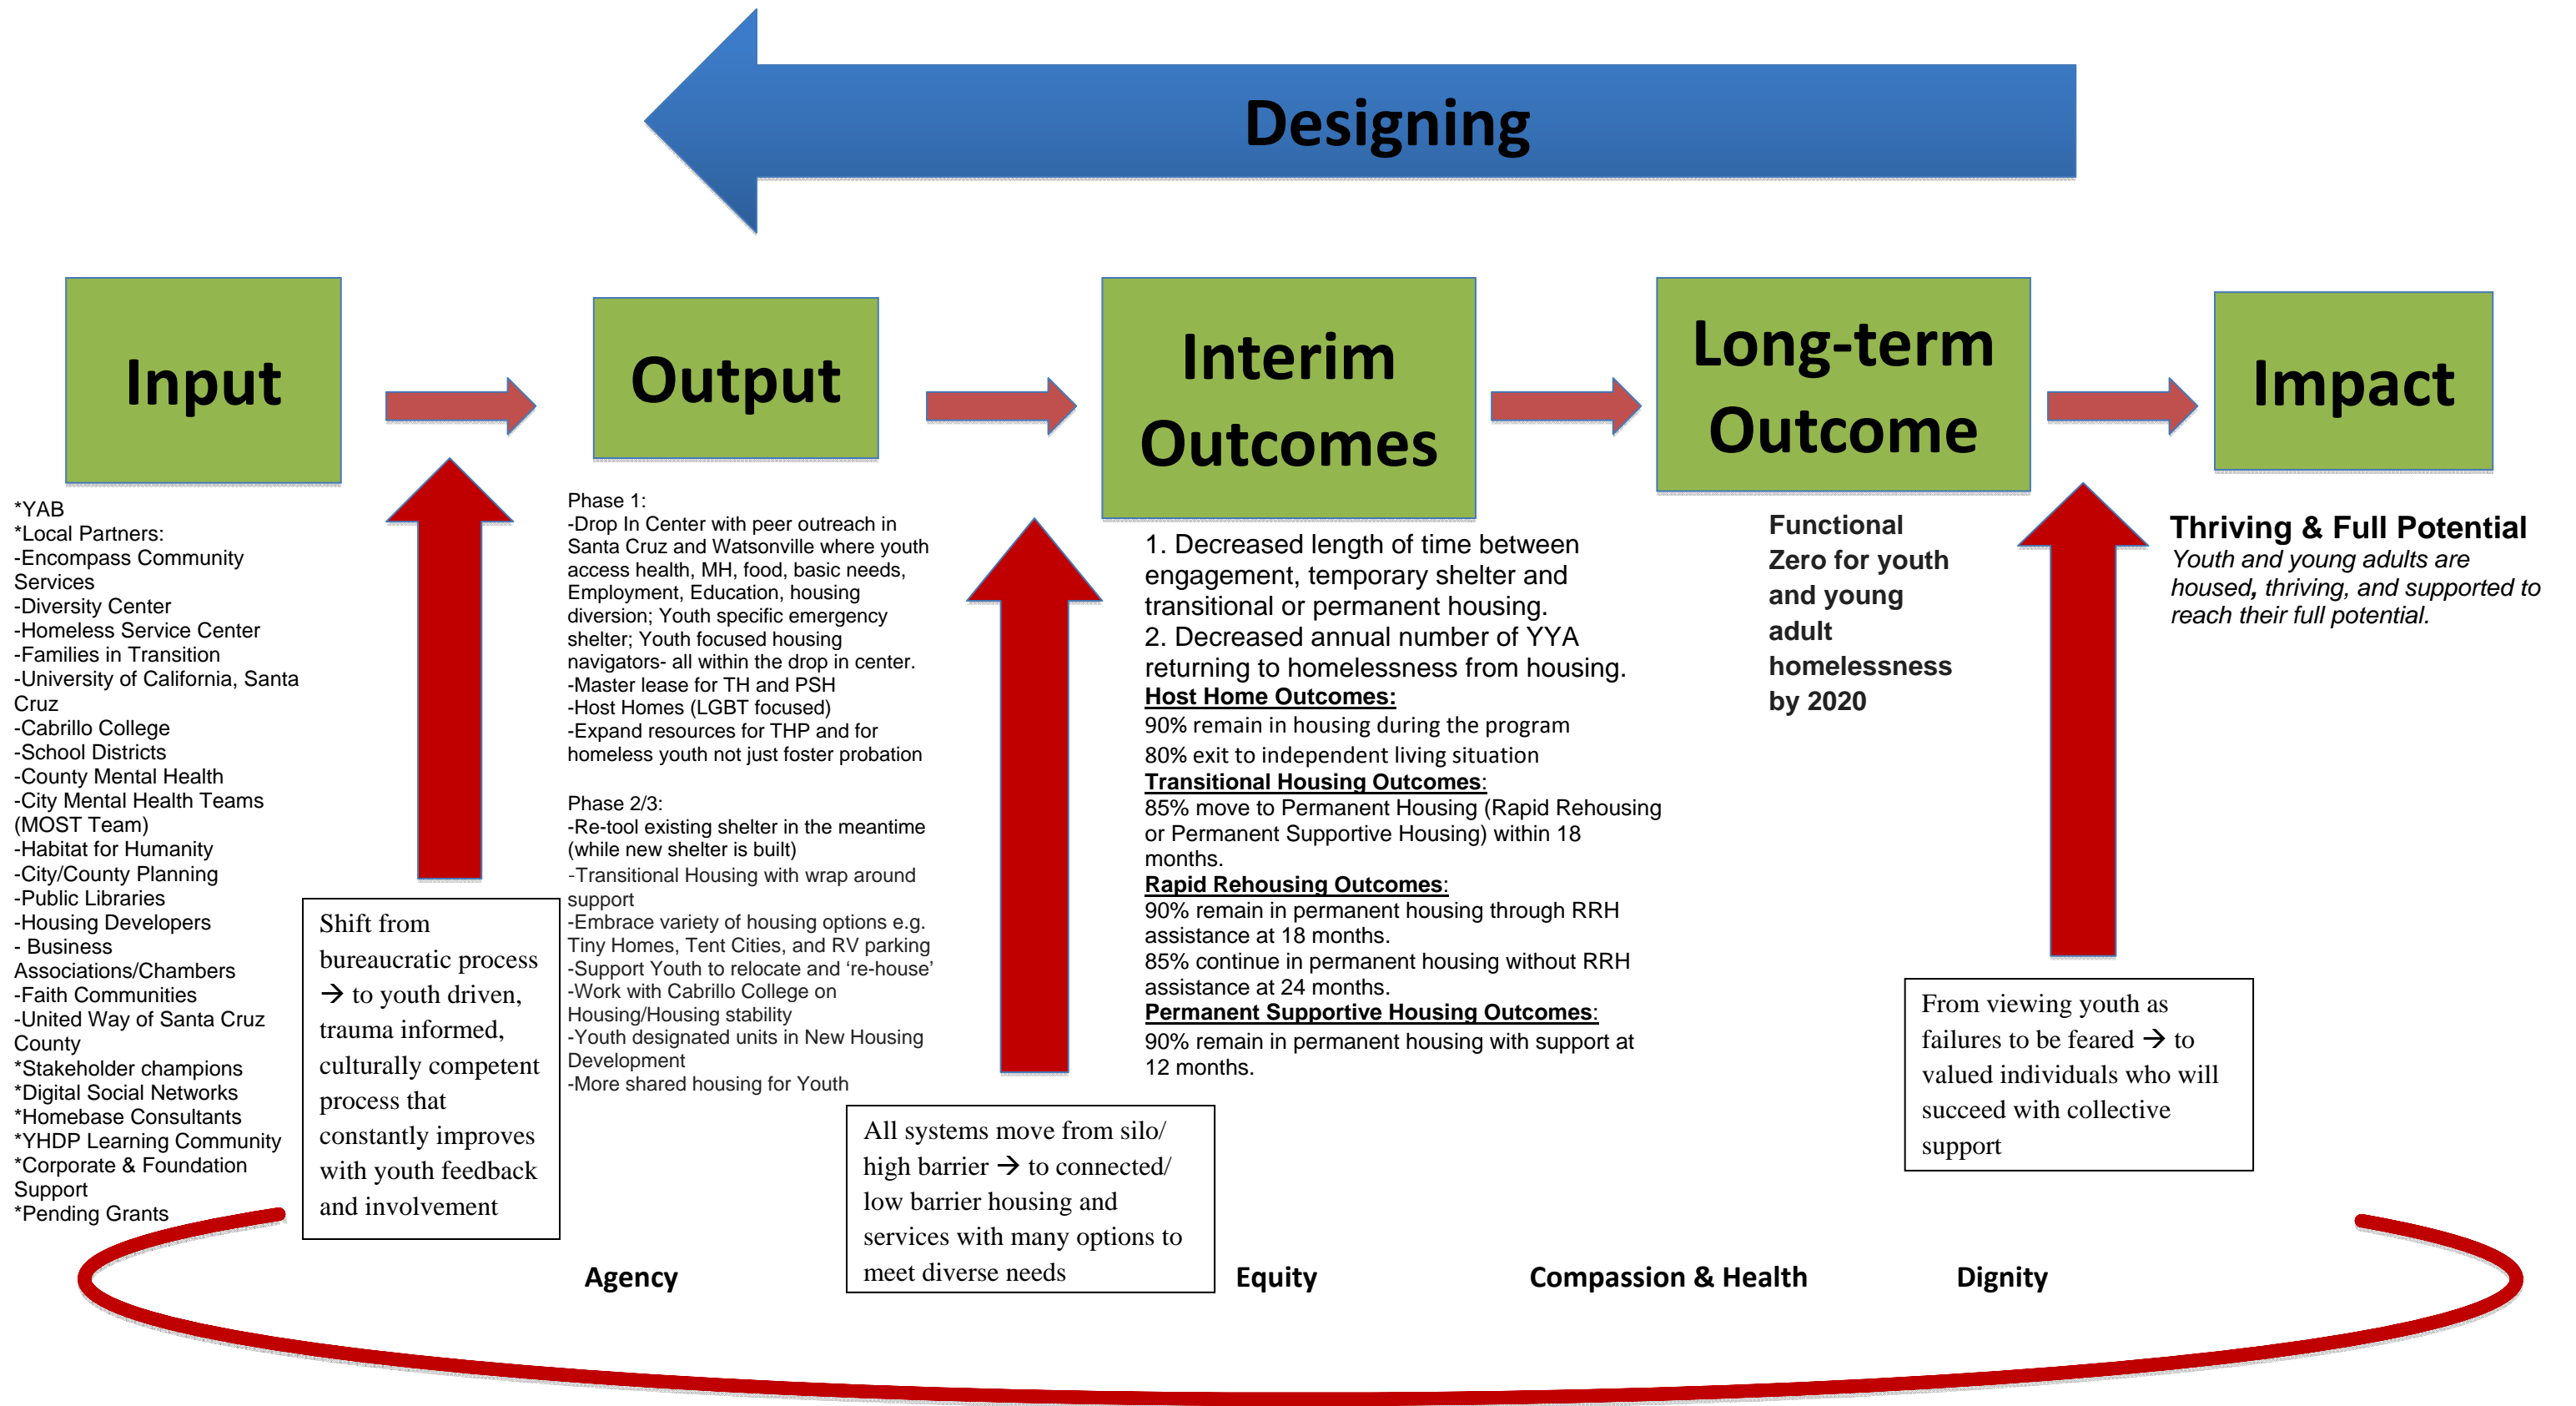 Designing
Input
Output
Interim
Outcomes
Long-term
Outcome
Impact
*YAB
*Local Partners:
-Encompass Community
Services
-Diversity Center
-Homeless Service Center
-Families in Transition
-University of California, Santa
Cruz
-Cabrillo College
-School Districts
-County Mental Health
-City Mental Health Teams
(MOST Team)
-Habitat for Humanity
-City/County Planning
-Public Libraries
-Housing Developers
- Business
Associations/Chambers
-Faith Communities
-United Way of Santa Cruz
County
*Stakeholder champions
*Digital Social Networks
*Homebase Consultants
*YHDP Learning Community
*Corporate & Foundation
Support
*Pending Grants
Shift from
bureaucratic process
→ to youth driven,
trauma informed,
culturally competent
process that
constantly improves
with youth feedback
and involvement
Phase 1:
-Drop In Center with peer outreach in
Santa Cruz and Watsonville where youth
access health, MH, food, basic needs,
Employment, Education, housing
diversion; Youth specific emergency
shelter; Youth focused housing
navigators- all within the drop in center.
-Master lease for TH and PSH
-Host Homes (LGBT focused)
-Expand resources for THP and for
homeless youth not just foster probation
Phase 2/3:
-Re-tool existing shelter in the meantime
(while new shelter is built)
-Transitional Housing with wrap around
support
-Embrace variety of housing options e.g.
Tiny Homes, Tent Cities, and RV parking
-Support Youth to relocate and ‘re-house’
-Work with Cabrillo College on
Housing/Housing stability
-Youth designated units in New Housing
Development
-More shared housing for Youth
All systems move from silo/
high barrier → to connected/
low barrier housing and
services with many options to
meet diverse needs
1. Decreased length of time between
engagement, temporary shelter and
transitional or permanent housing.
2. Decreased annual number of YYA
returning to homelessness from housing.
Host Home Outcomes:
90% remain in housing during the program
80% exit to independent living situation
Transitional Housing Outcomes:
85% move to Permanent Housing (Rapid Rehousing
or Permanent Supportive Housing) within 18
months.
Rapid Rehousing Outcomes:
90% remain in permanent housing through RRH
assistance at 18 months.
85% continue in permanent housing without RRH
assistance at 24 months.
Permanent Supportive Housing Outcomes:
90% remain in permanent housing with support at
12 months.
Functional
Zero for youth
and young
adult
homelessness
by 2020
From viewing youth as
failures to be feared → to
valued individuals who will
succeed with collective
support
Thriving & Full Potential
Youth and young adults are
housed, thriving, and supported to
reach their full potential.
Agency
Equity
Compassion & Health
Dignity